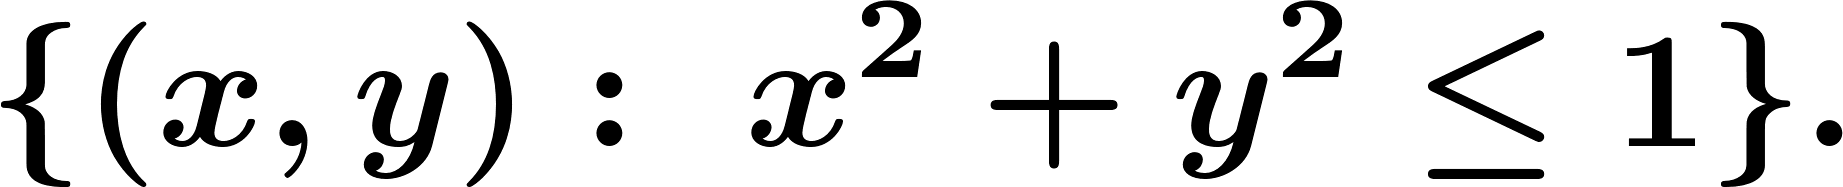 {(x, y) : x² + y² ≤ 1}.